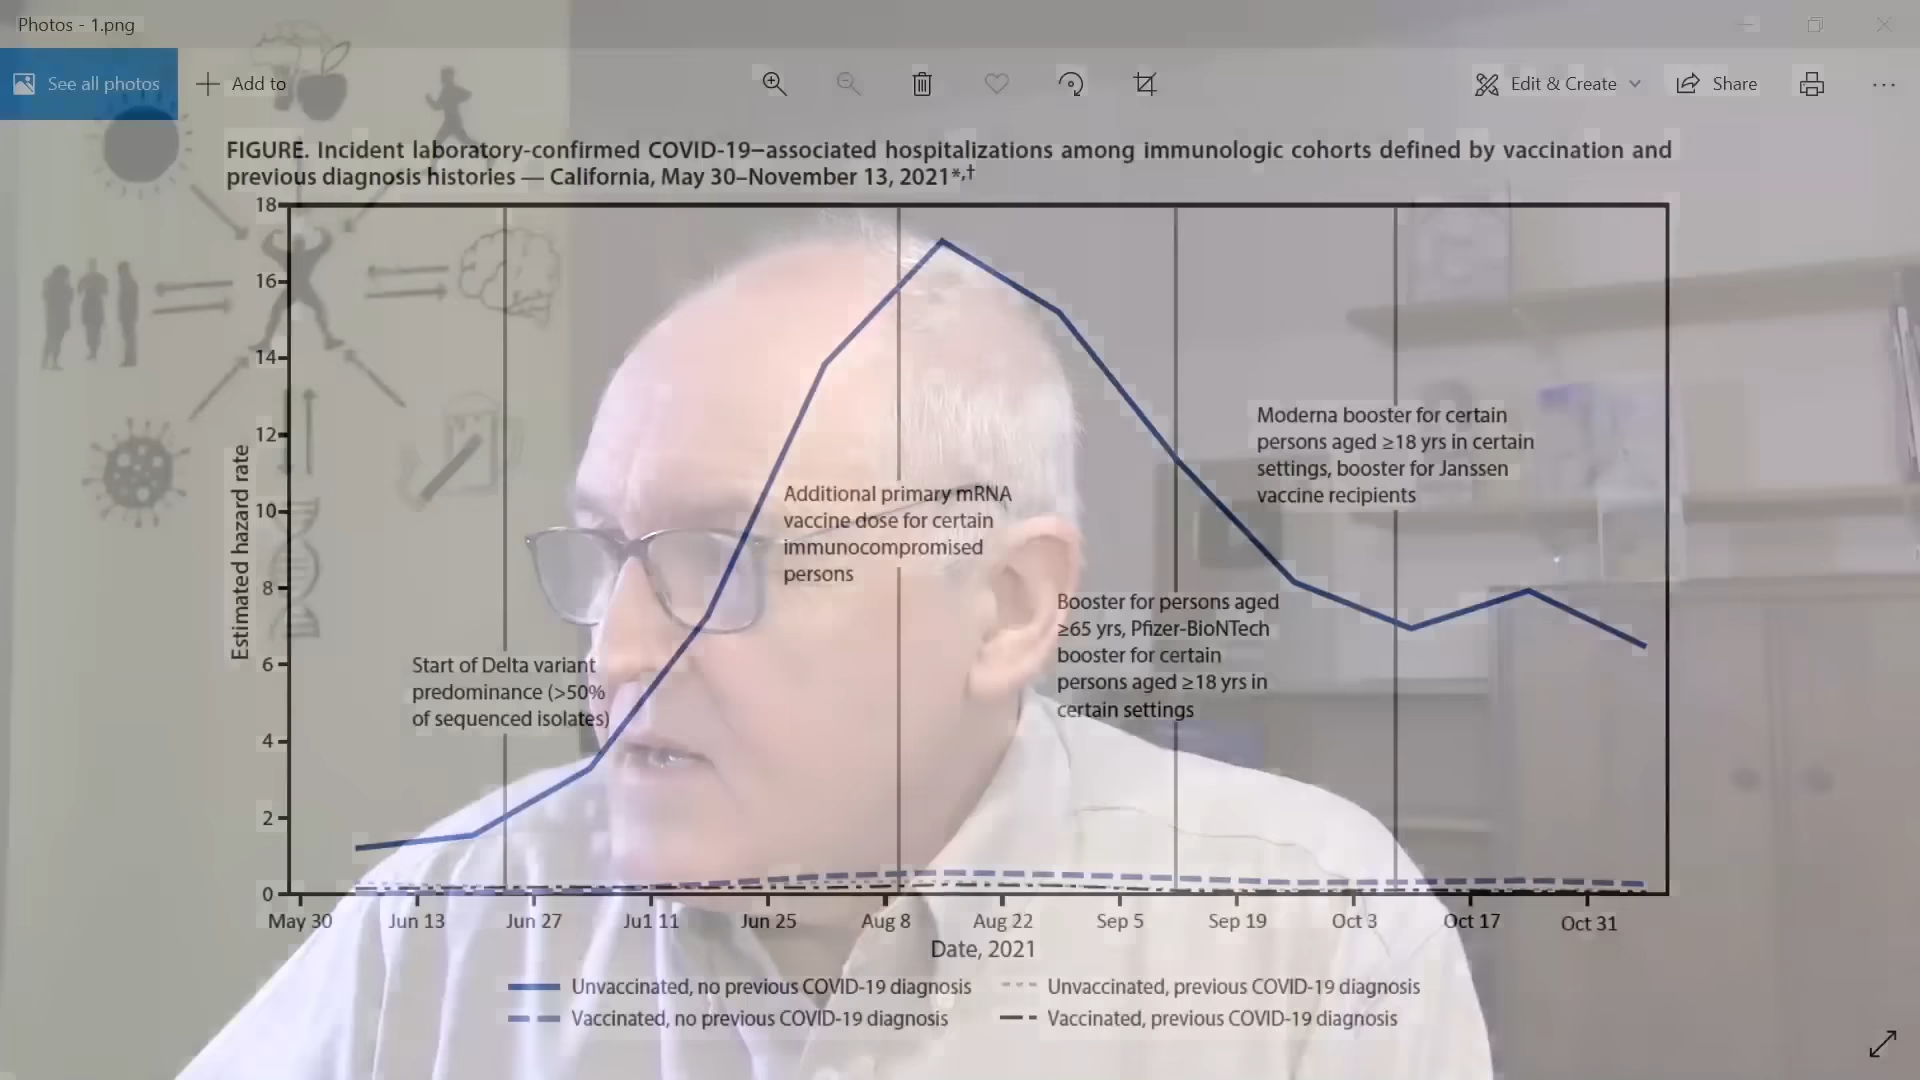 Photos - 1.png
See all photos
Add to
Edit & Create
Share
FIGURE. Incident laboratory-confirmed COVID-19–associated hospitalizations among immunologic cohorts defined by vaccination and
previous diagnosis histories — California, May 30–November 13, 2021*,†
18
16
14
12
10
8
6
4
2
0
Estimated hazard rate
Start of Delta variant
predominance (>50%
of sequenced isolates)
Additional primary mRNA
vaccine dose for certain
immunocompromised
persons
Booster for persons aged
≥65 yrs, Pfizer-BioNTech
booster for certain
persons aged ≥18 yrs in
certain settings
Moderna booster for certain
persons aged ≥18 yrs in certain
settings, booster for Janssen
vaccine recipients
May 30 Jun 13 Jun 27 Ju1 11 Jun 25 Aug 8 Aug 22 Sep 5 Sep 19 Oct 3 Oct 17 Oct 31
Date, 2021
Unvaccinated, no previous COVID-19 diagnosis
Unvaccinated, previous COVID-19 diagnosis
Vaccinated, no previous COVID-19 diagnosis
Vaccinated, previous COVID-19 diagnosis